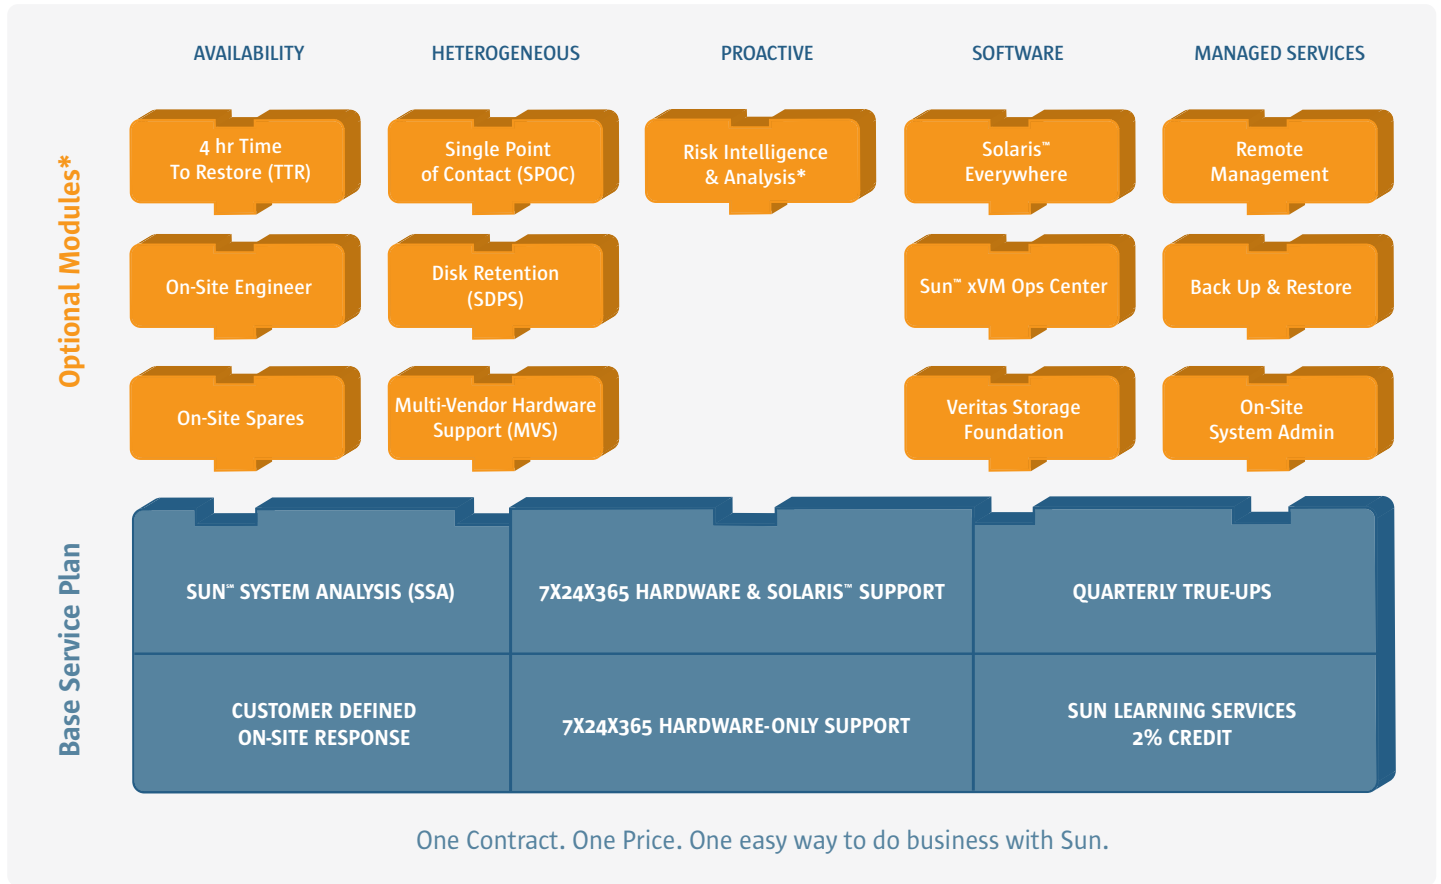 AVAILABILITY
HETEROGENEOUS
PROACTIVE
SOFTWARE
MANAGED SERVICES
Optional Modules*
4 hr Time
To Restore (TTR)
Single Point
of Contact (SPOC)
Risk Intelligence
& Analysis*
Solaris™
Everywhere
Remote
Management
On-Site Engineer
Disk Retention
(SDPS)
Sun™ xVM Ops Center
Back Up & Restore
On-Site Spares
Multi-Vendor Hardware
Support (MVS)
Veritas Storage
Foundation
On-Site
System Admin
Base Service Plan
SUN℠ SYSTEM ANALYSIS (SSA)
7X24X365 HARDWARE & SOLARIS™ SUPPORT
QUARTERLY TRUE-UPS
CUSTOMER DEFINED
ON-SITE RESPONSE
7X24X365 HARDWARE-ONLY SUPPORT
SUN LEARNING SERVICES
2% CREDIT
One Contract. One Price. One easy way to do business with Sun.